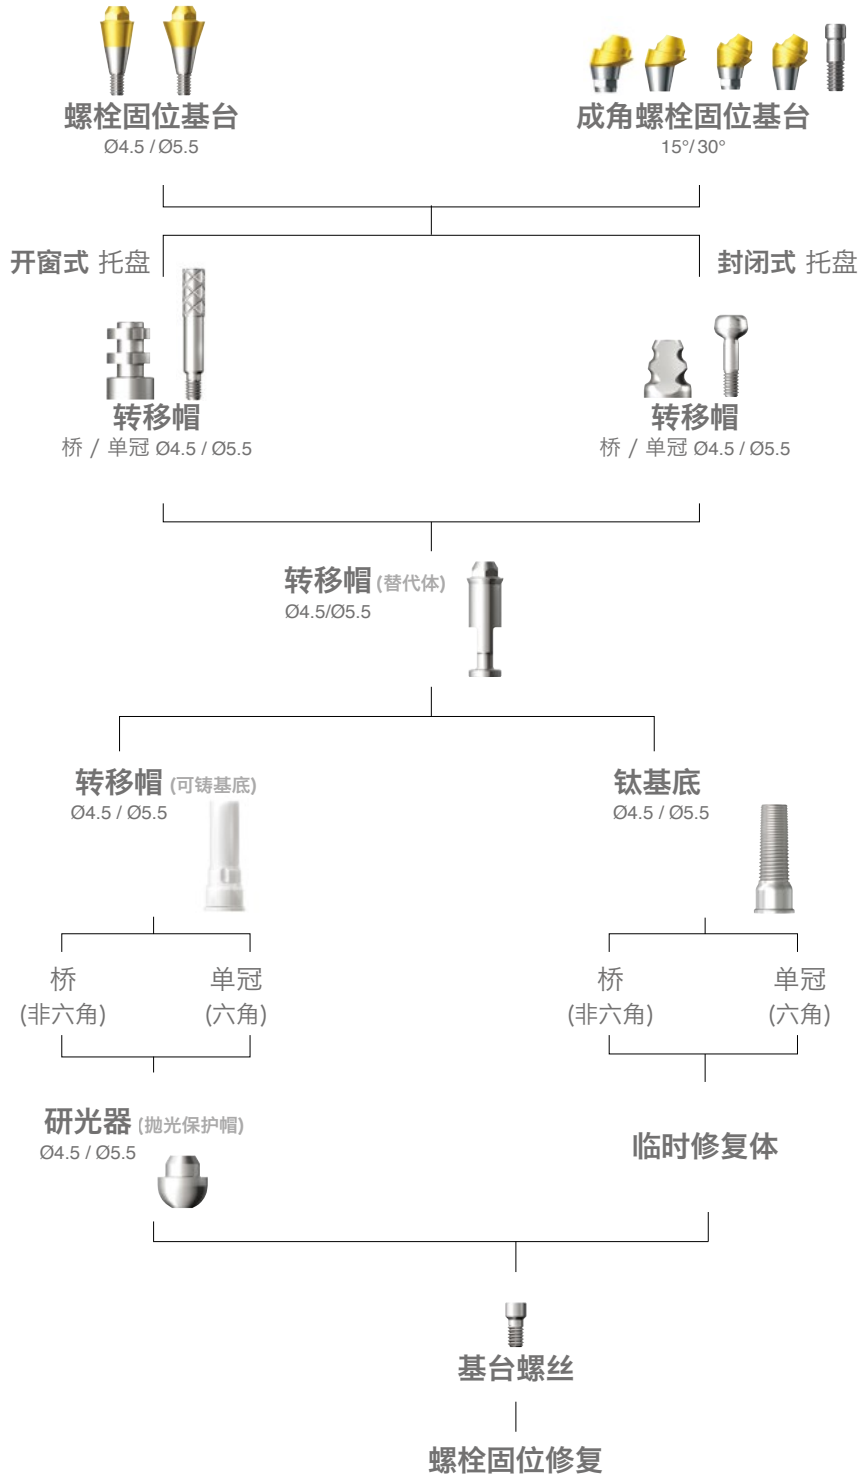 螺栓固位基台
Ø4.5 / Ø5.5
成角螺栓固位基台
15°/ 30°
开窗式 托盘
封闭式 托盘
转移帽
桥 / 单冠 Ø4.5 / Ø5.5
转移帽
桥 / 单冠 Ø4.5 / Ø5.5
转移帽 (替代体)
Ø4.5/Ø5.5
转移帽 (可铸基底)
Ø4.5 / Ø5.5
钛基底
Ø4.5 / Ø5.5
桥
(非六角)
单冠
(六角)
桥
(非六角)
单冠
(六角)
研光器 (抛光保护帽)
Ø4.5 / Ø5.5
临时修复体
基台螺丝
螺栓固位修复